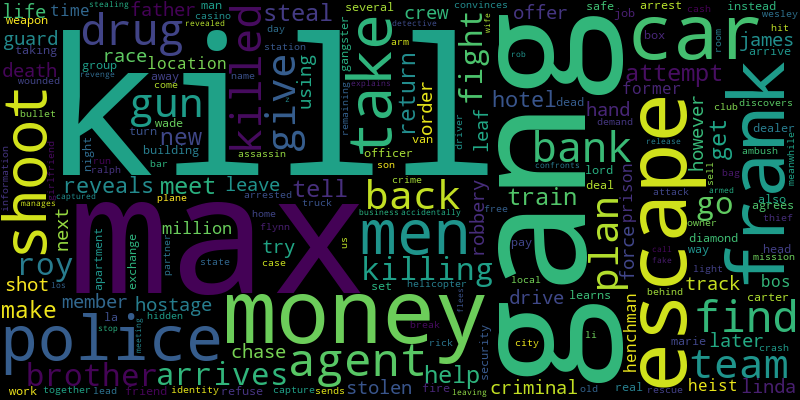 kill
max
gang
money
police
car
escape
shoot
frank
men
agent
find
take
drug
gun
team
bank
back
killing
killed
give
brother
plan
arrives
go
fight
roy
hotel
train
steal
life
guard
death
time
father
race
location
new
reveals
meet
leave
tell
million
try
next
shot
make
member
hostage
chase
stolen
help
criminal
drive
robbery
crew
offer
hand
attempt
former
james
get
however
track
later
heist
linda
henchman
force
prison
return
order
using
leaf
van
officer
several
gangster
assassin
building
wade
turn
away
group
man
casino
weapon
taking
wounded
bullet
stealing
revealed
day
station
arm
remaining
explains
detective
convinces
wife
rob
safe
job
arrest
cash
instead
wesley
hit
box
room
arrive
dead
demand
club
discovers
dealer
ambush
meanwhile
confronts
lord
deal
sell
bag
armed
also
agrees
thief
release
attack
diamond
owner
way
call
fake
light
head
mission
bos
carter
behind
marie
crash
real
rescue
old
city
li
local
learns
pay
free
driver
crime
son
business
accidentally
us
home
flynn
truck
case
state
set
helicopter
fire
flee
break
rick
security
leaving
apartment
exchange
partner
plane
arrested
captured
manages
information
girlfriend
come
name
revenge
fight
run
ralph
bar
los
la
hidden
stop
meeting
work
together
lead
friend
identity
refuse
capture
sends